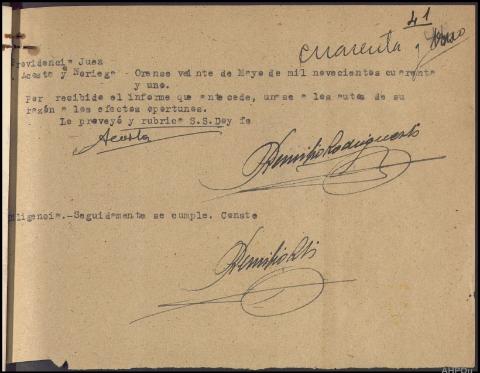 41
cuarenta y
Providencia Juez
Acosta y Noriega - Orense veinte de Mayo de mil novecientos cuarenta
y uno.
Por recibido el informe que antecede, unase a los autos de su
razón a los efectos oportunos.
Lo proveyó y rubrica S.S.Doy fe
Acosta
Diligencia.-Seguidamente se cumple. Conste
AHPOu